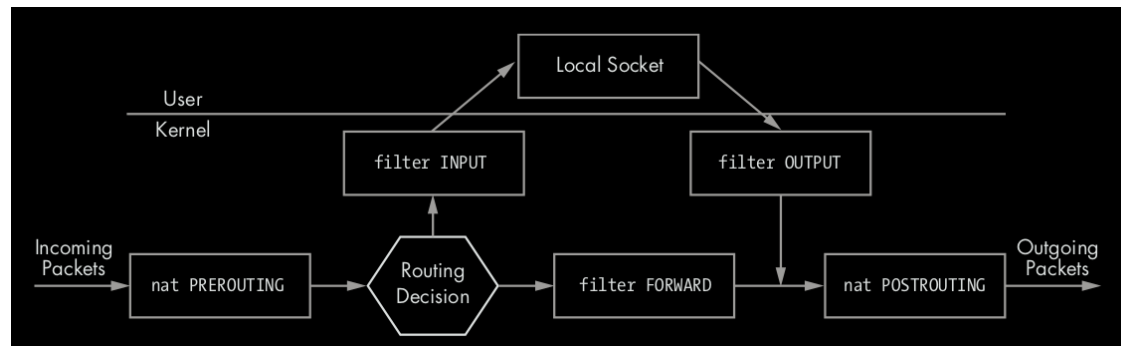 Local Socket
User
Kernel
filter INPUT
filter OUTPUT
Incoming
Packets
nat PREROUTING
Routing
Decision
filter FORWARD
nat POSTROUTING
Outgoing
Packets